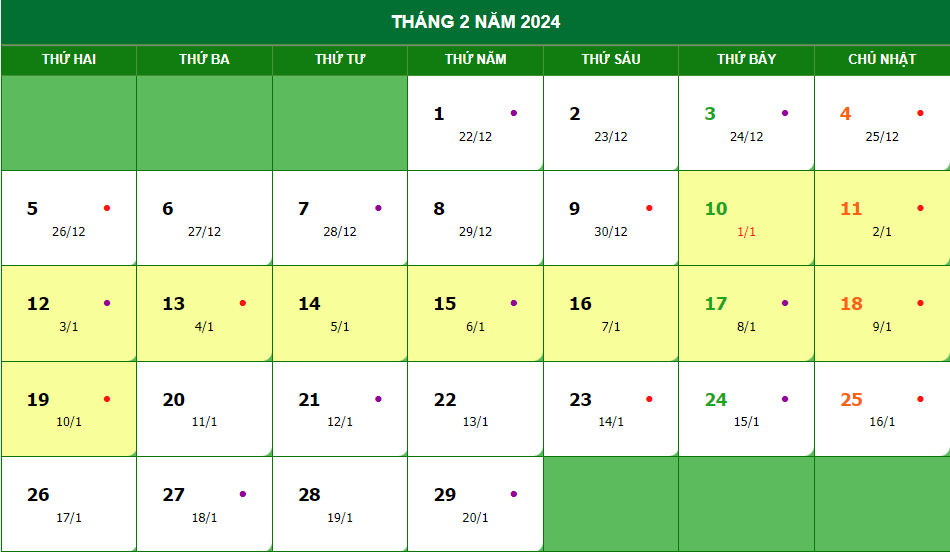 THÁNG 2 NĂM 2024
THỨ HAI THỨ BA THỨ TƯ THỨ NĂM THỨ SÁU THỨ BẢY CHỦ NHẬT
1 2 3 4
22/12 23/12 24/12 25/12
5 6 7 8 9 10 11
26/12 27/12 28/12 29/12 30/12 1/1 2/1
12 13 14 15 16 17 18
3/1 4/1 5/1 6/1 7/1 8/1 9/1
19 20 21 22 23 24 25
10/1 11/1 12/1 13/1 14/1 15/1 16/1
26 27 28 29
17/1 18/1 19/1 20/1